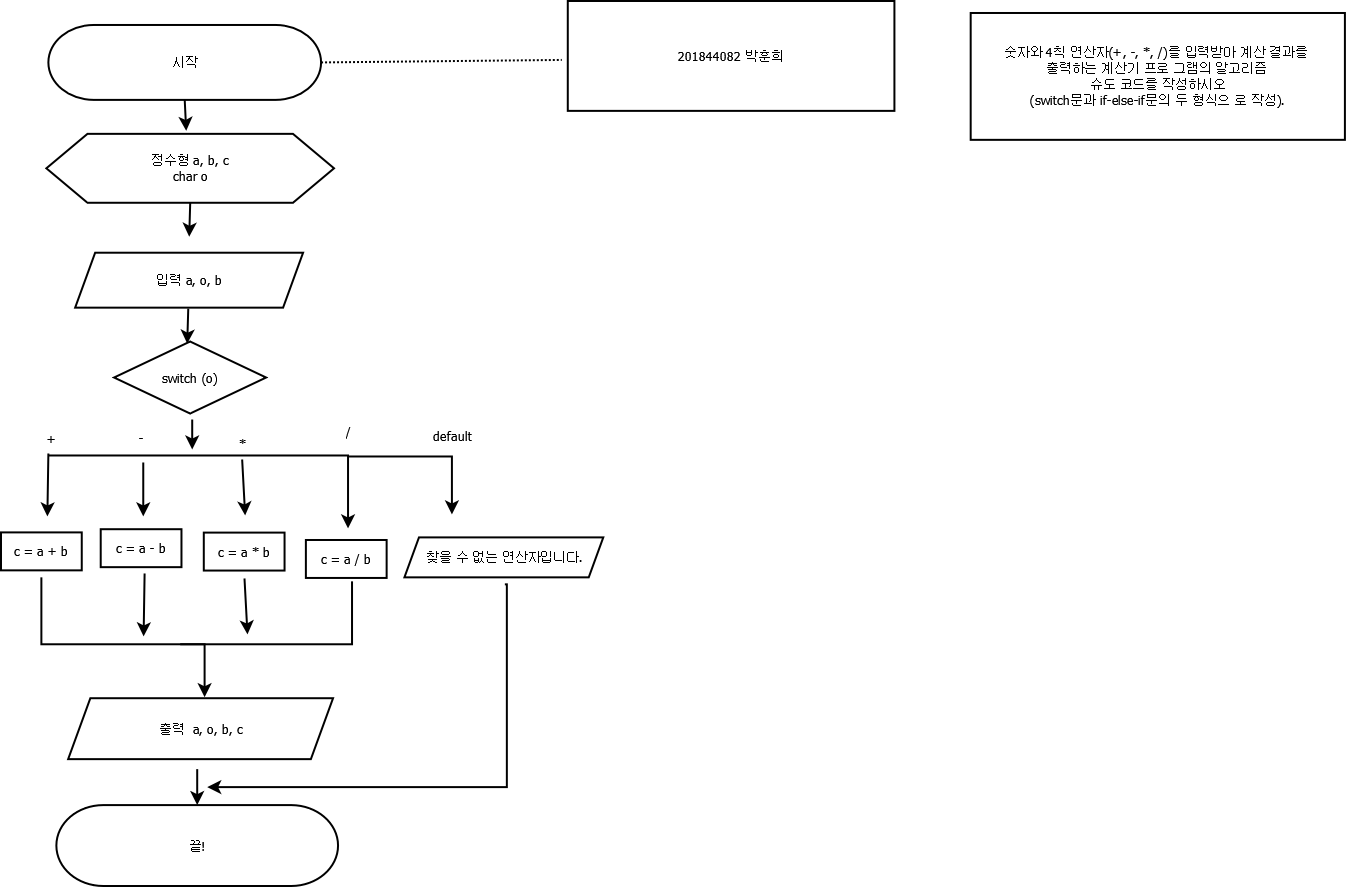 시작
201844082 박훈희
숫자와 4칙 연산자(+, -, *, /)를 입력받아 계산 결과를
출력하는 계산기 프로 그램의 알고리즘
슈도 코드를 작성하시오
(switch문과 if-else-if문의 두 형식으 로 작성).
정수형 a, b, c
char o
입력 a, o, b
switch (o)
+
-
*
/
default
c = a + b
c = a - b
c = a * b
c = a / b
찾을 수 없는 연산자입니다.
출력 a, o, b, c
끝!